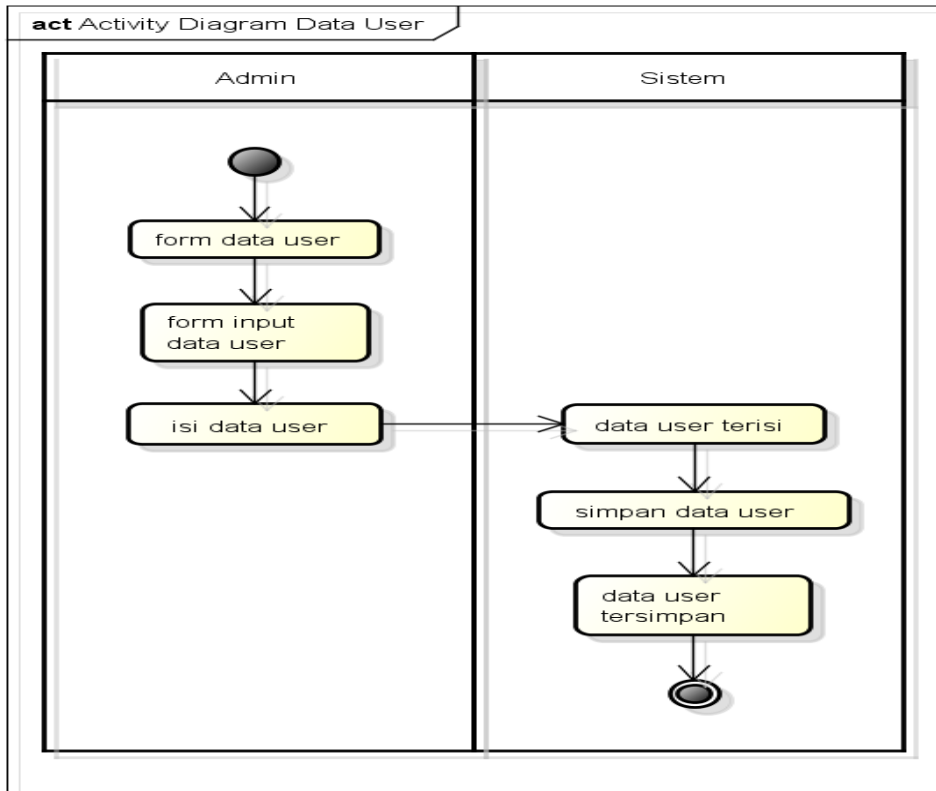 act Activity Diagram Data User
Admin
Sistem
form data user
form input
data user
isi data user
data user terisi
simpan data user
data user
tersimpan